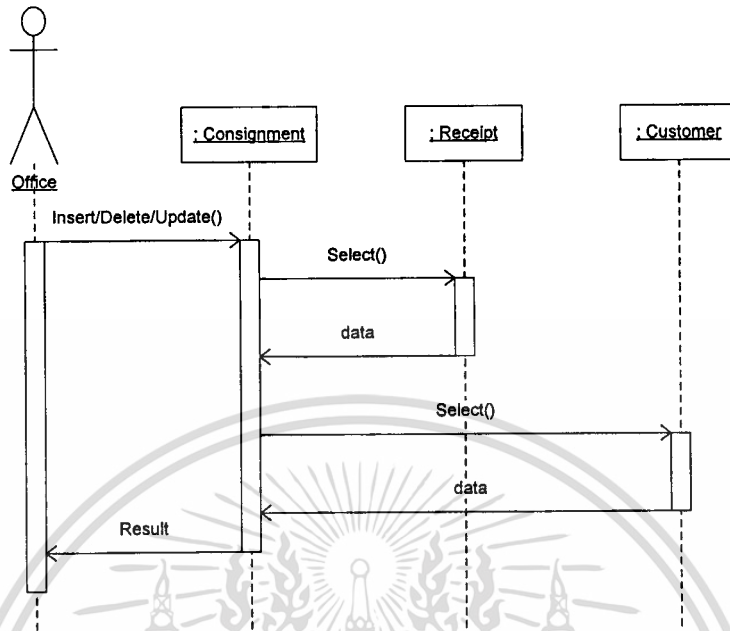 : Consignment
: Receipt
: Customer
Office
Insert/Delete/Update()
Select()
data
Select()
data
Result